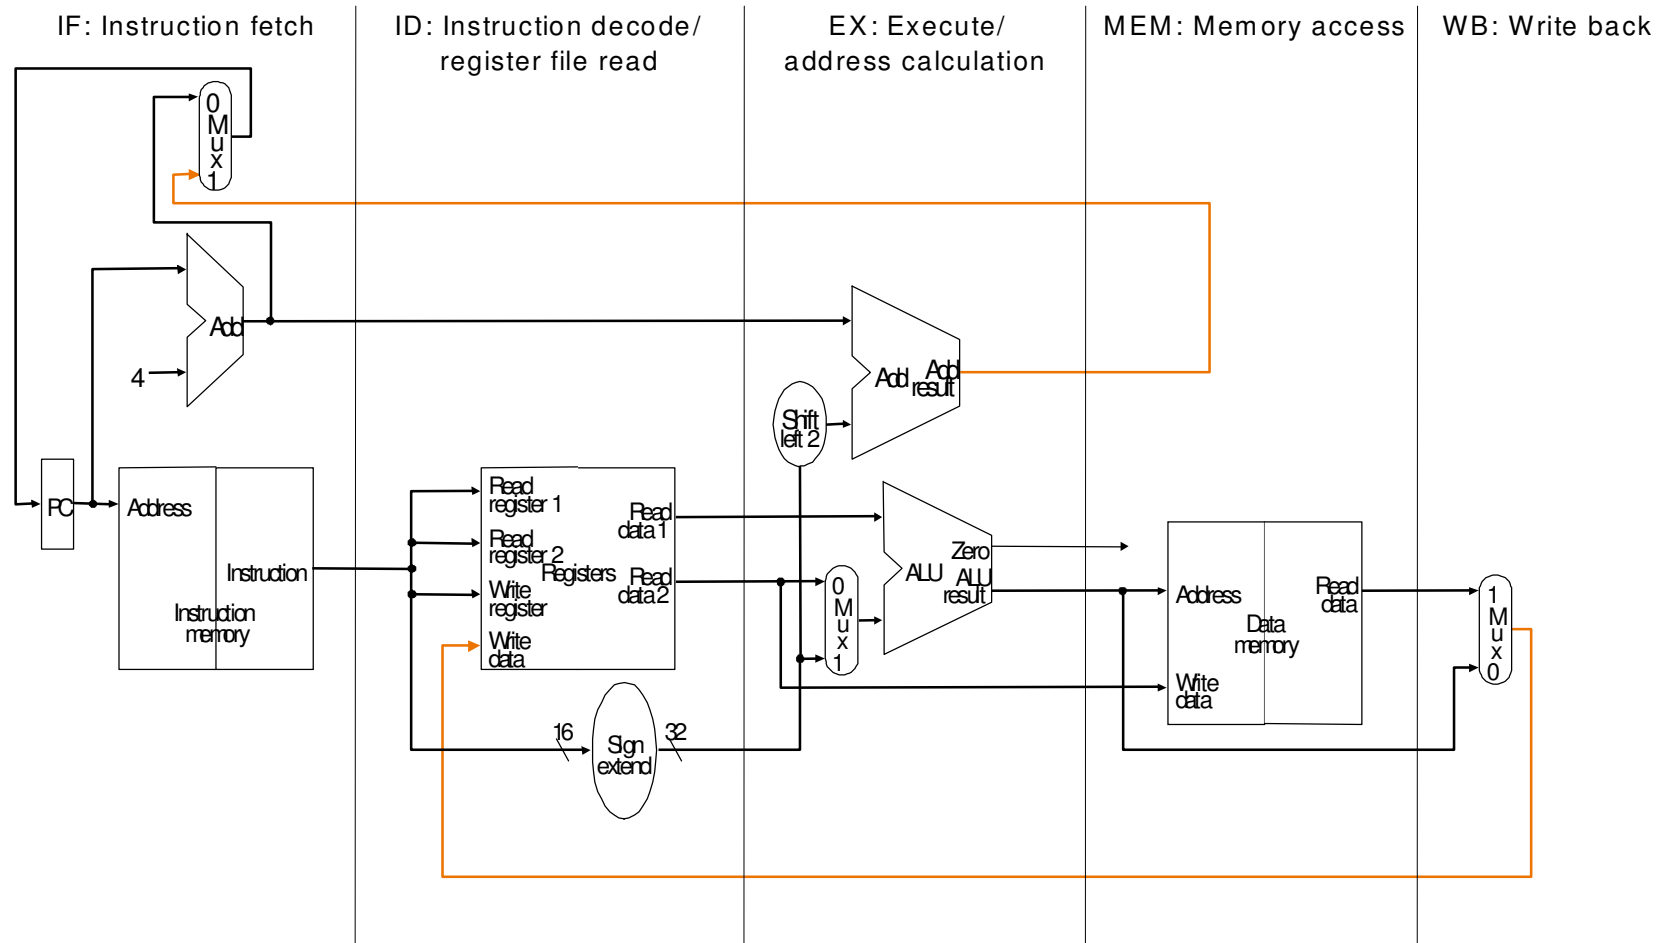 IF: Instruction fetch
ID: Instruction decode/
register file read
EX: Execute/
address calculation
MEM: Memory access
WB: Write back
0
M
u
x
1
Add
4
PC
Address
Instruction
Instruction
memory
Read
register 1
Read
register 2
Write
register
Write
data
Registers
Read
data 1
Read
data 2
16
Sign
extend
32
Shift
left 2
Add
Add
result
0
M
u
x
1
ALU
Zero
ALU
result
Address
Write
data
Data
memory
Read
data
1
M
u
x
0